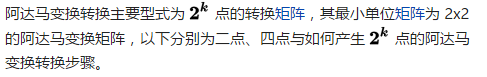 阿达马变换转换主要型式为 2^k 点的转换矩阵，其最小单位矩阵为 2x2
的阿达马变换矩阵，以下分别为二点、四点与如何产生 2^k 点的阿达马
变换转换步骤。